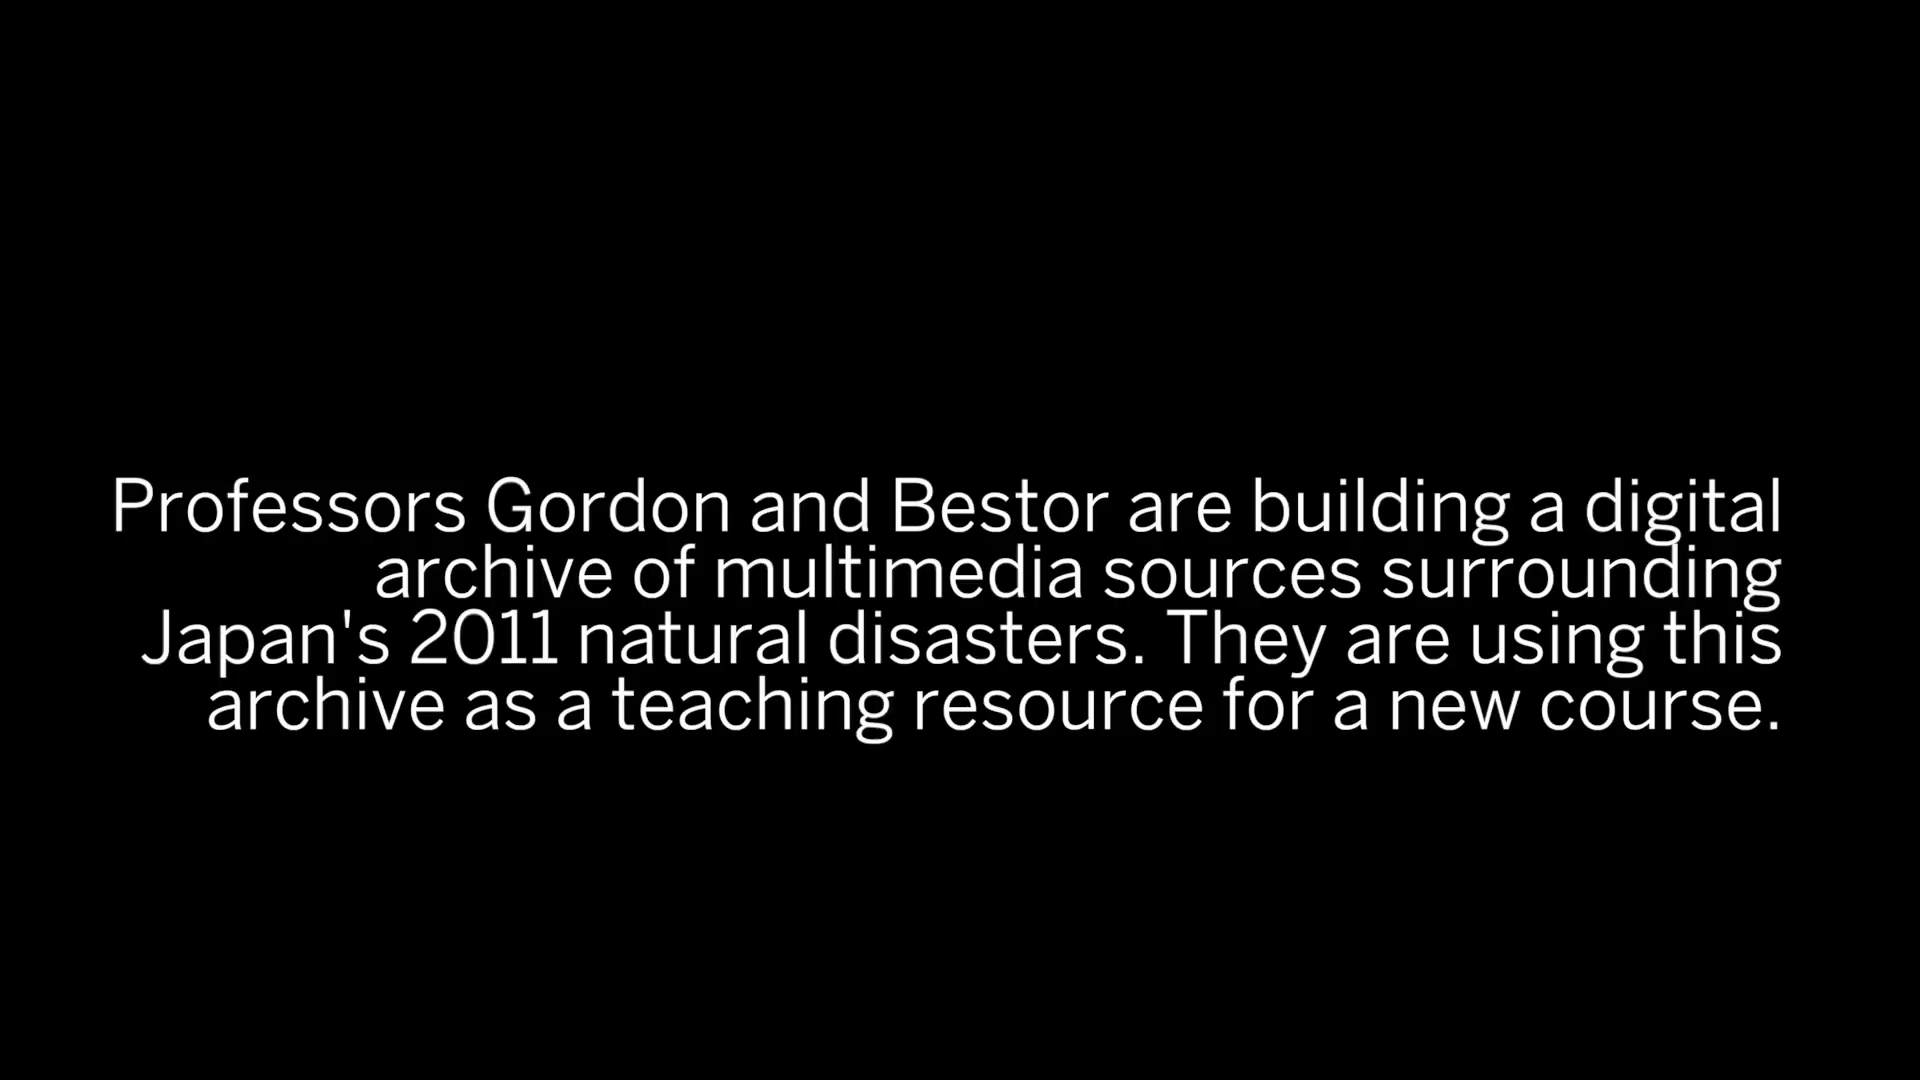 Professors Gordon and Bestor are building a digital
archive of multimedia sources surrounding
Japan's 2011 natural disasters. They are using this
archive as a teaching resource for a new course.